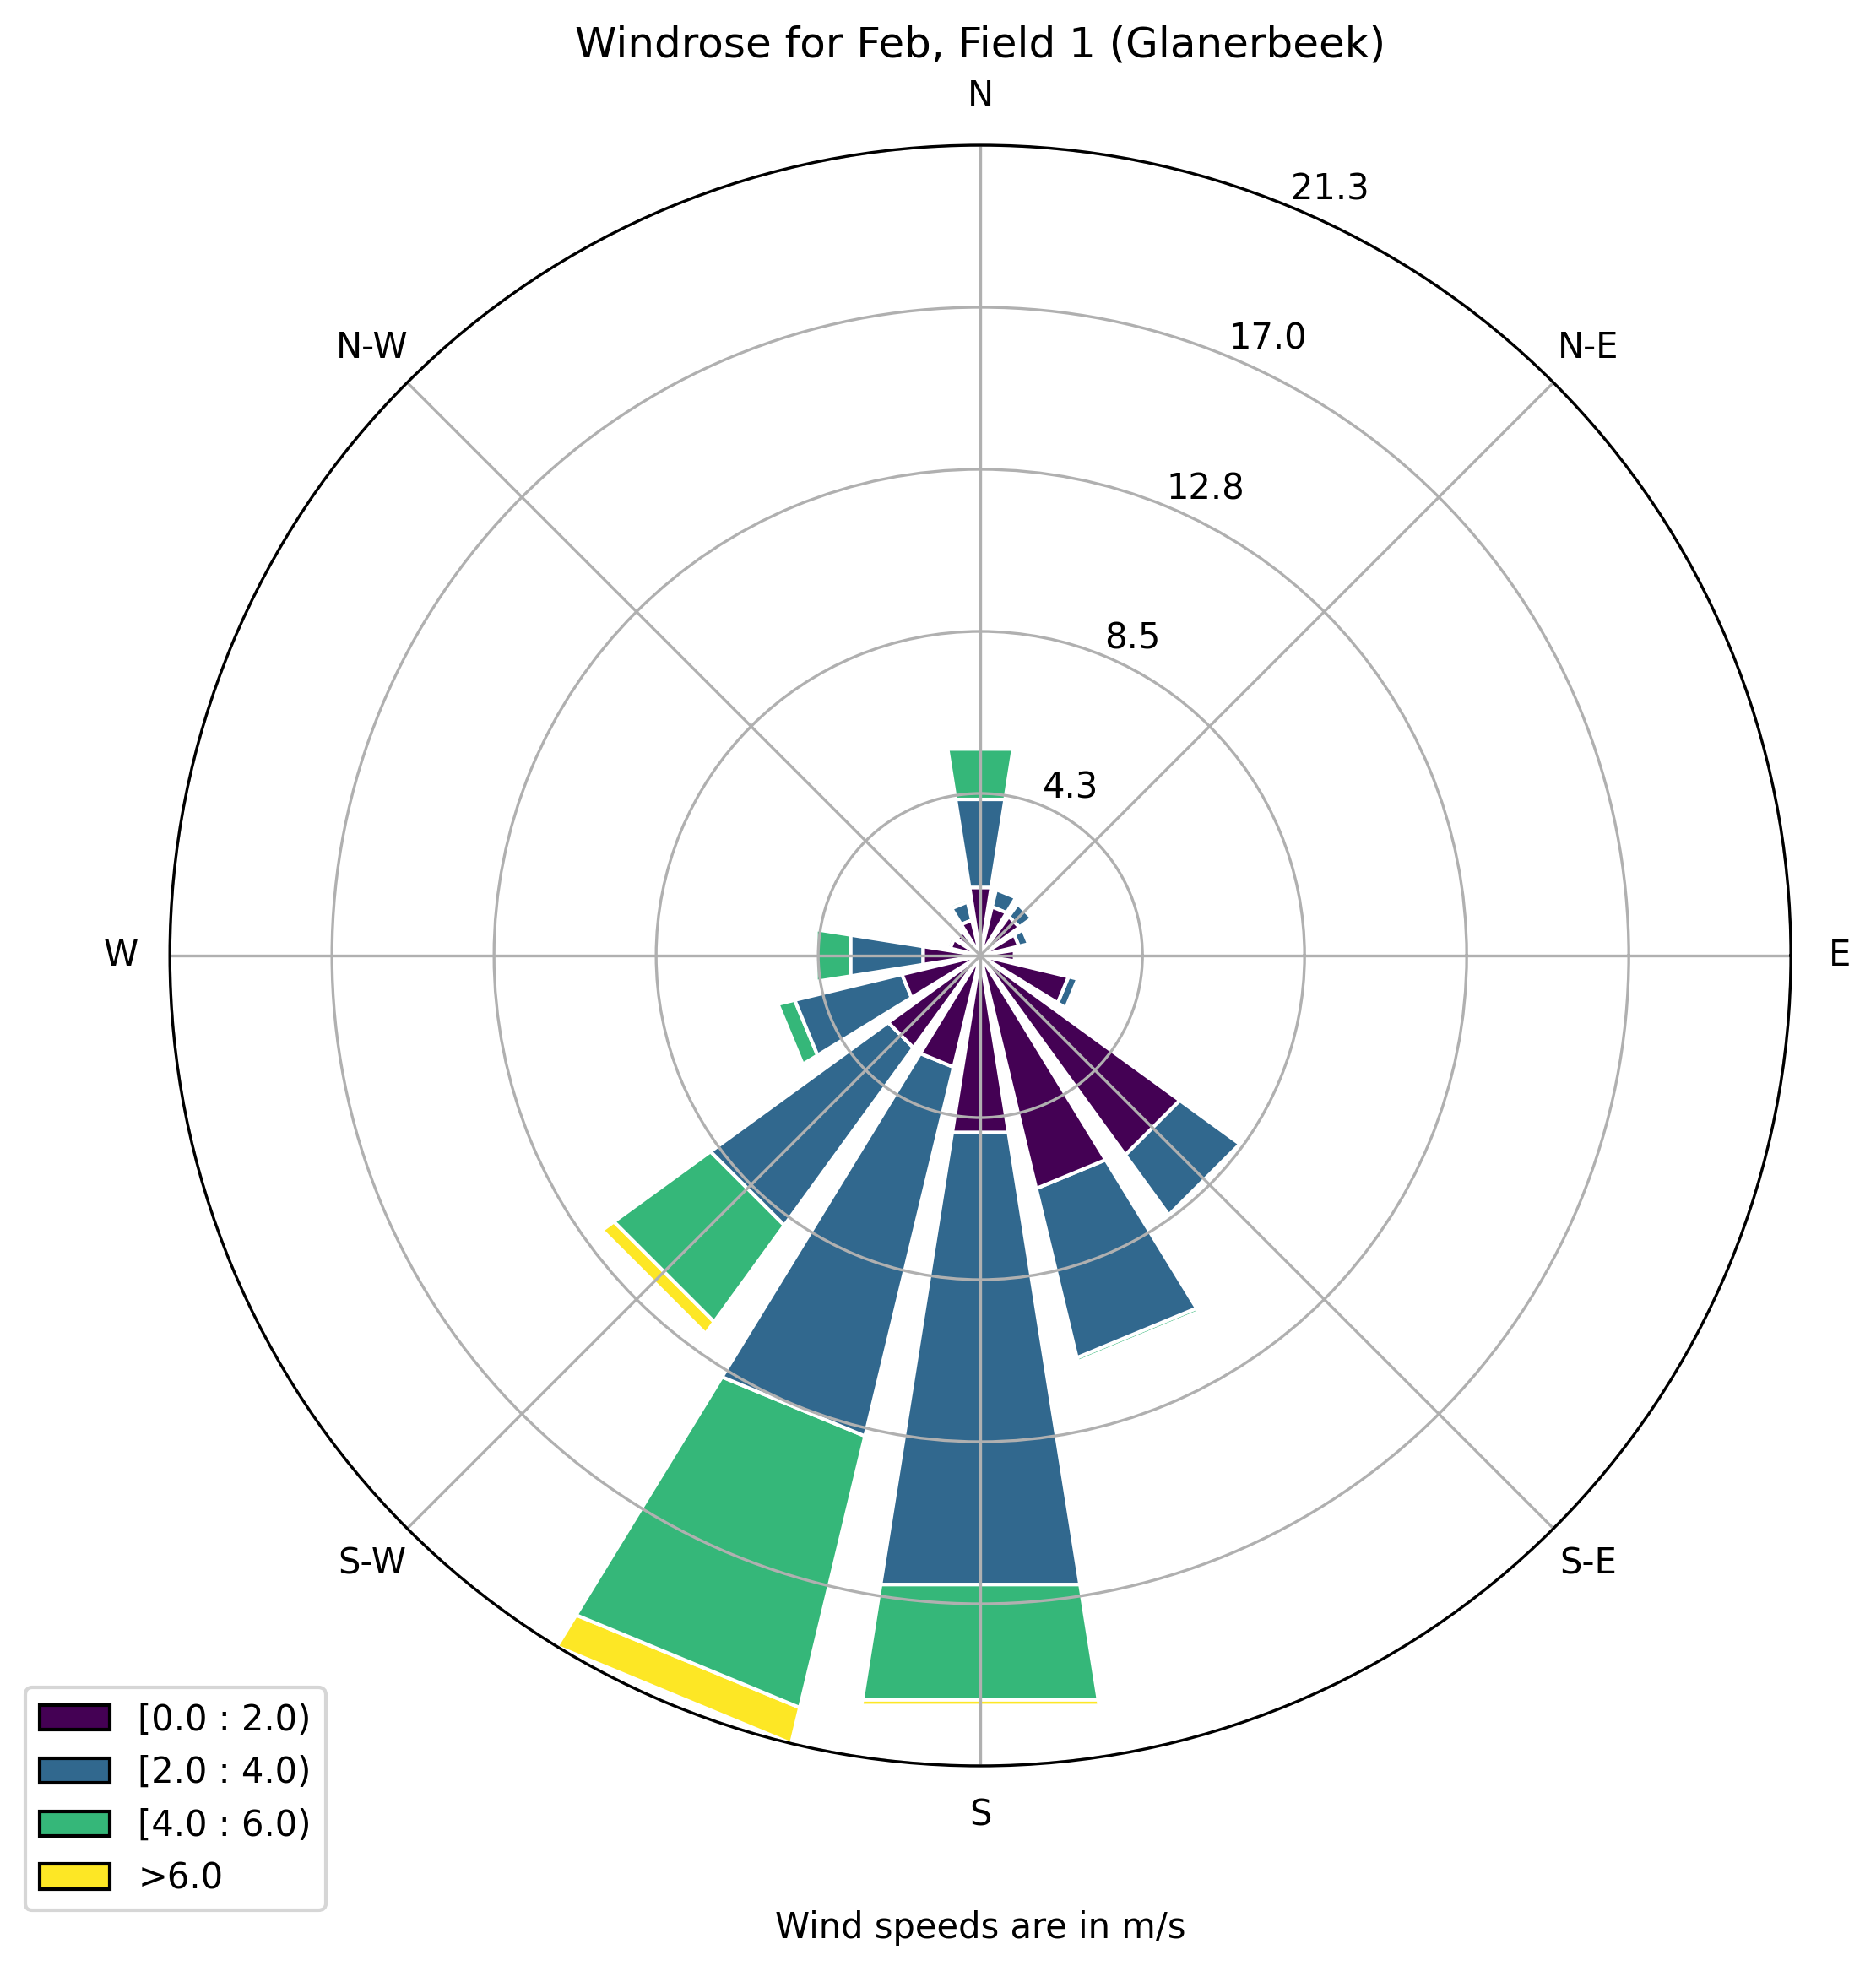 Windrose for Feb, Field 1 (Glanerbeek)
N
21.3
17.0
N-W
N-E
12.8
8.5
4.3
W
E
S-W
S-E
[0.0 : 2.0)
[2.0 : 4.0)
S
[4.0 : 6.0)
>6.0
Wind speeds are in m/s